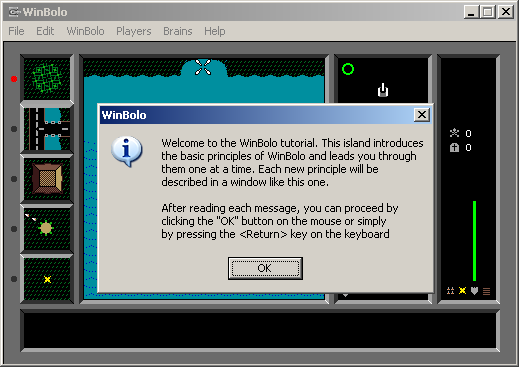 WinBolo
File Edit WinBolo Players Brains Help
WinBolo
Welcome to the WinBolo tutorial. This island introduces
the basic principles of WinBolo and leads you through
them one at a time. Each new principle will be
described in a window like this one.
After reading each message, you can proceed by
clicking the "OK" button on the mouse or simply
by pressing the <Return> key on the keyboard
OK
0
0